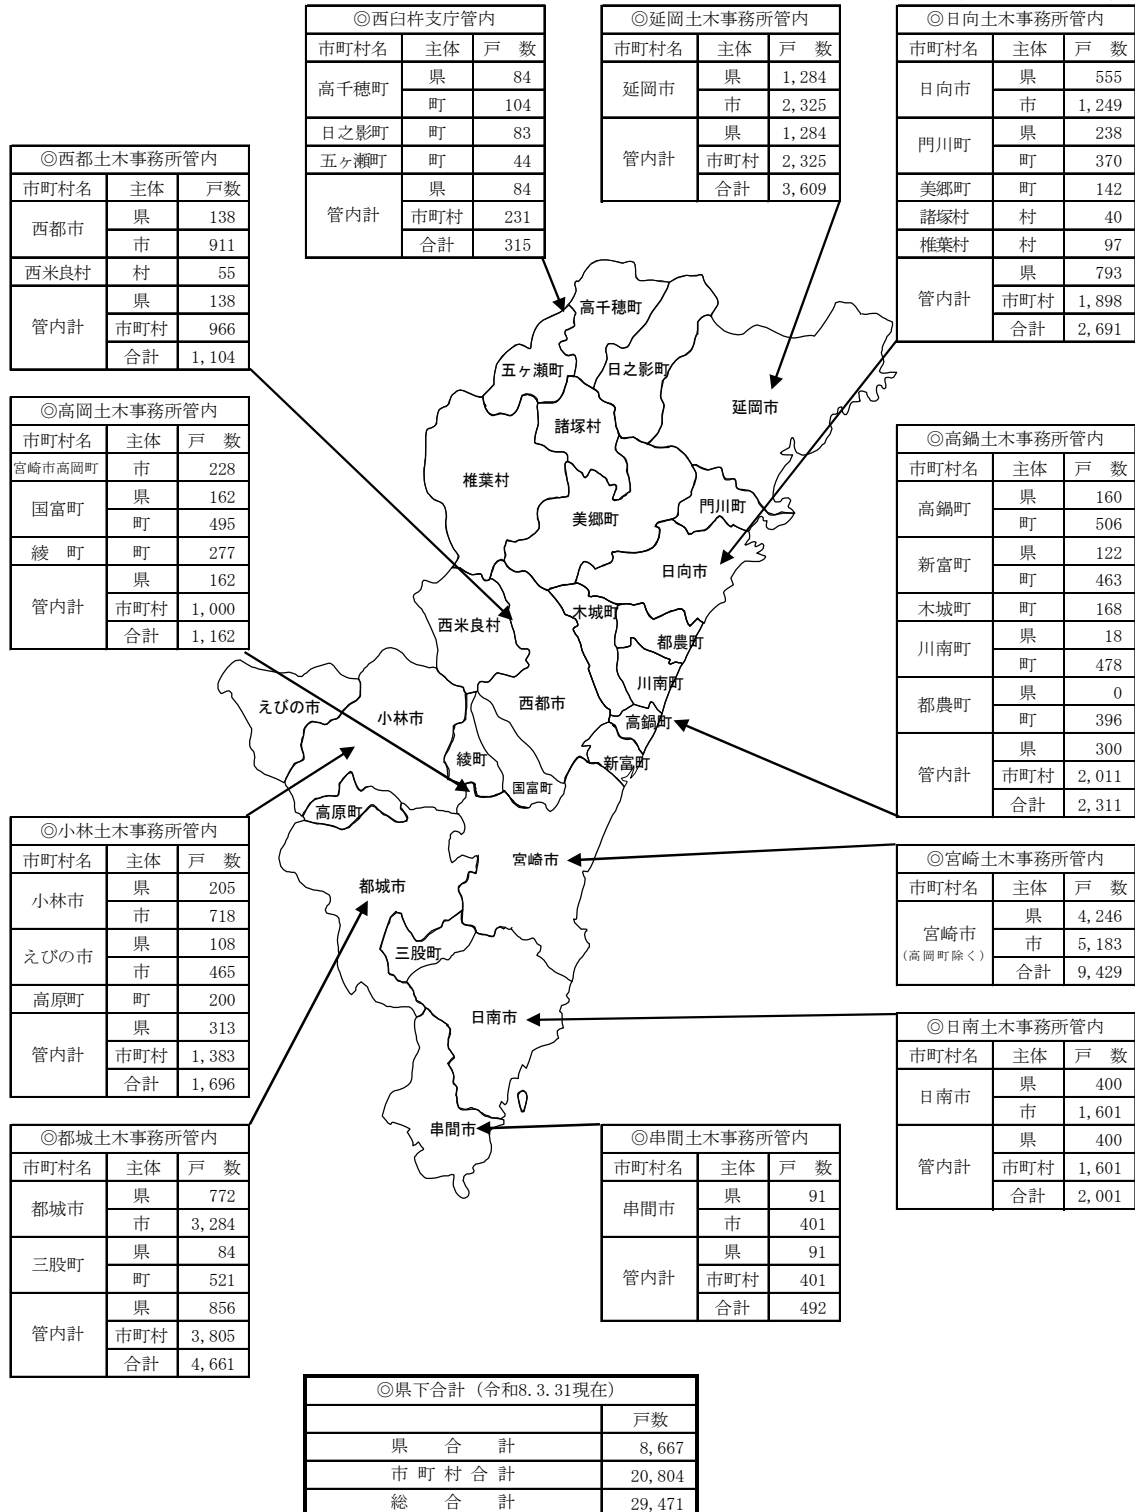 ◎西臼杵支庁管内
市町村名 主体 戸 数
高千穂町 県 84
町 104
日之影町 町 83
五ヶ瀬町 町 44
管内計 県 84
市町村 231
合計 315
◎延岡土木事務所管内
市町村名 主体 戸 数
延岡市 県 1,284
市 2,325
管内計 県 1,284
市町村 2,325
合計 3,609
◎日向土木事務所管内
市町村名 主体 戸 数
日向市 県 555
市 1,249
門川町 県 238
町 370
美郷町 町 142
諸塚村 村 40
椎葉村 村 97
管内計 県 793
市町村 1,898
合計 2,691
◎西都土木事務所管内
市町村名 主体 戸数
西都市 県 138
市 911
西米良村 村 55
管内計 県 138
市町村 966
合計 1,104
◎高岡土木事務所管内
市町村名 主体 戸 数
宮崎市高岡町 市 228
国富町 県 162
町 495
綾 町 町 277
管内計 県 162
市町村 1,000
合計 1,162
◎高鍋土木事務所管内
市町村名 主体 戸 数
高鍋町 県 160
町 506
新富町 県 122
町 463
木城町 町 168
川南町 県 18
町 478
都農町 県 0
町 396
管内計 県 300
市町村 2,011
合計 2,311
高千穂町
五ヶ瀬町
日之影町
延岡市
諸塚村
椎葉村
門川町
美郷町
日向市
木城町
西米良村
都農町
川南町
西都市
えびの市
小林市
高鍋町
綾町
新富町
国富町
高原町
宮崎市
都城市
三股町
日南市
串間市
◎小林土木事務所管内
市町村名 主体 戸 数
小林市 県 205
市 718
えびの市 県 108
市 465
高原町 町 200
管内計 県 313
市町村 1,383
合計 1,696
◎宮崎土木事務所管内
市町村名 主体 戸 数
宮崎市 県 4,246
(高岡町除く) 市 5,183
合計 9,429
◎日南土木事務所管内
市町村名 主体 戸 数
日南市 県 400
市 1,601
管内計 県 400
市町村 1,601
合計 2,001
◎都城土木事務所管内
市町村名 主体 戸 数
都城市 県 772
市 3,284
三股町 県 84
町 521
管内計 県 856
市町村 3,805
合計 4,661
◎串間土木事務所管内
市町村名 主体 戸 数
串間市 県 91
市 401
管内計 県 91
市町村 401
合計 492
◎県下合計（令和8.3.31現在）
戸数
県 合 計 8,667
市 町 村 合 計 20,804
総 合 計 29,471